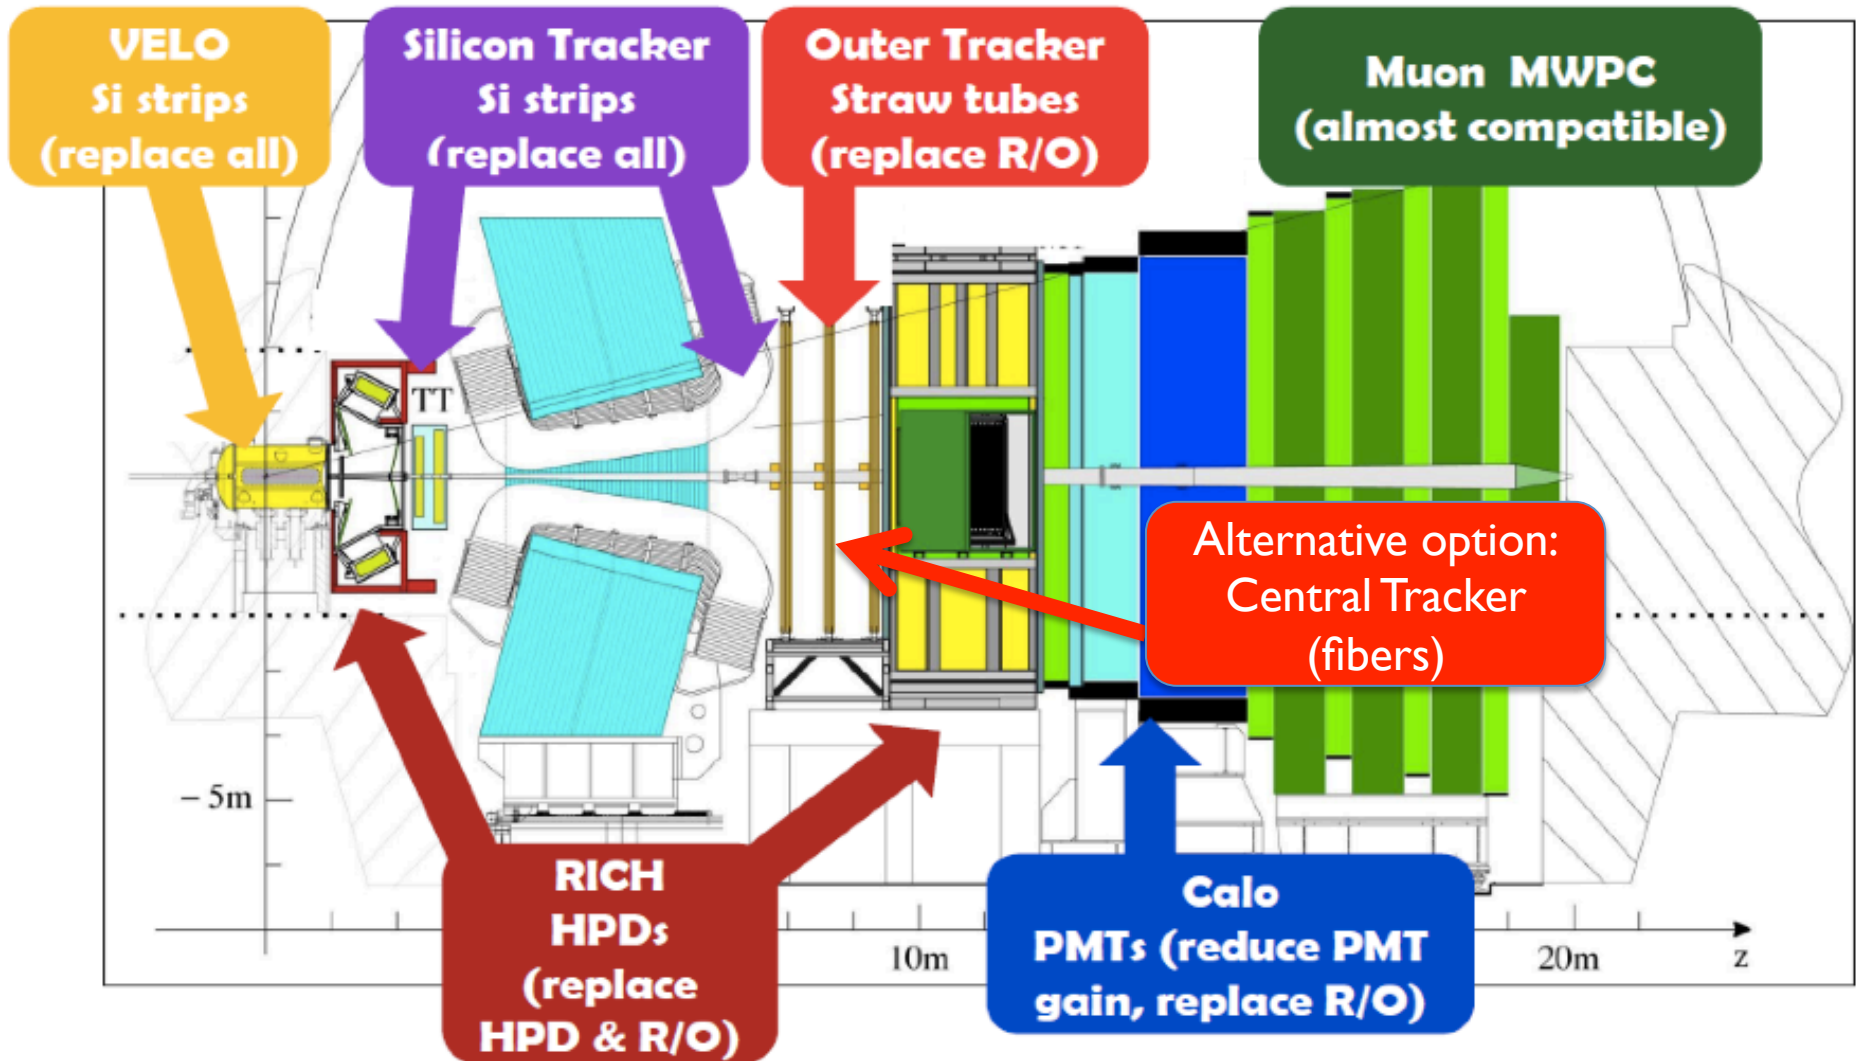 VELO
Si strips
(replace all)
Silicon Tracker
Si strips
(replace all)
Outer Tracker
Straw tubes
(replace R/O)
Muon MWPC
(almost compatible)
TT
Alternative option:
Central Tracker
(fibers)
– 5m
RICH
HPDs
(replace
HPD & R/O)
Calo
PMTs (reduce PMT
gain, replace R/O)
10m
20m
z